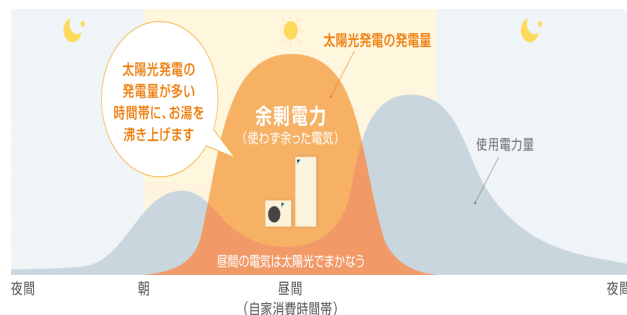 太陽光発電の発電量
太陽光発電の
発電量が多い
時間帯に、お湯を
沸き上げます
余剰電力
（使わず余った電気）
使用電力量
昼間の電気は太陽光でまかなう
夜間
朝
昼間
（自家消費時間帯）
夜間